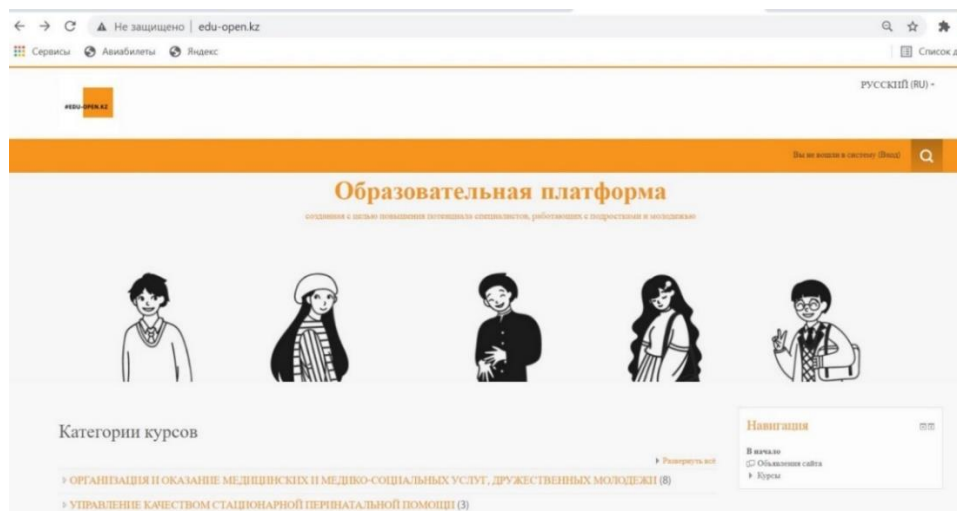 Не защищено | edu-open.kz
Сервисы Авиабилеты Яндекс
Список д
РУССКИЙ (RU)
#EDU-OPEN.KZ
Вы не вошли в систему (Вход)
Образовательная платформа
созданная с целью повышения потенциала специалистов, работающих с подростками и молодежью
Категории курсов
Развернуть всё
ОРГАНИЗАЦИЯ И ОКАЗАНИЕ МЕДИЦИНСКИХ И МЕДИКО-СОЦИАЛЬНЫХ УСЛУГ, ДРУЖЕСТВЕННЫХ МОЛОДЕЖИ (8)
УПРАВЛЕНИЕ КАЧЕСТВОМ СТАЦИОНАРНОЙ ПЕРИНАТАЛЬНОЙ ПОМОЩИ (3)
Навигация
В начало
Объявления сайта
Курсы